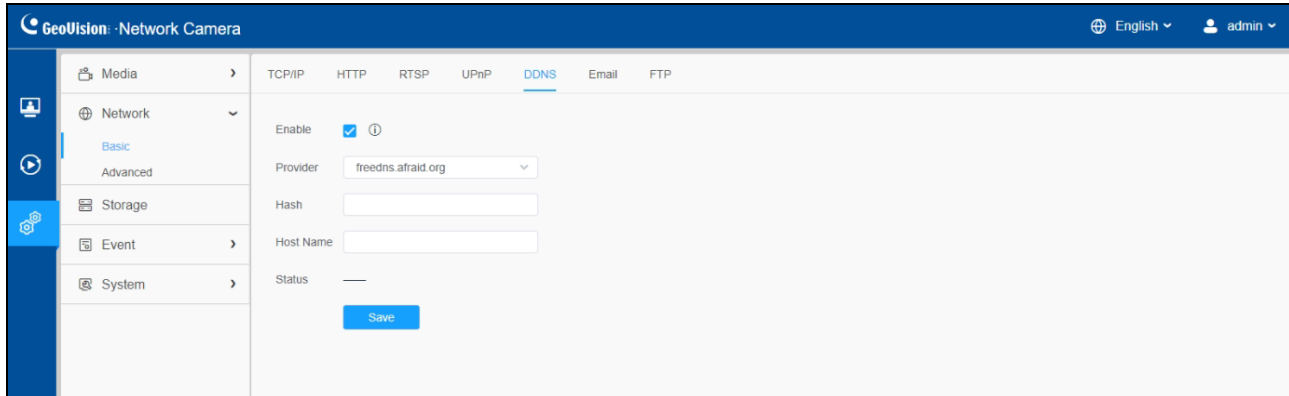 GeoVision: ·Network Camera
English
admin
Media
Network
Basic
Advanced
Storage
Event
System
TCP/IP HTTP RTSP UPnP DDNS Email FTP
Enable
Provider freedns.afraid.org
Hash
Host Name
Status
Save